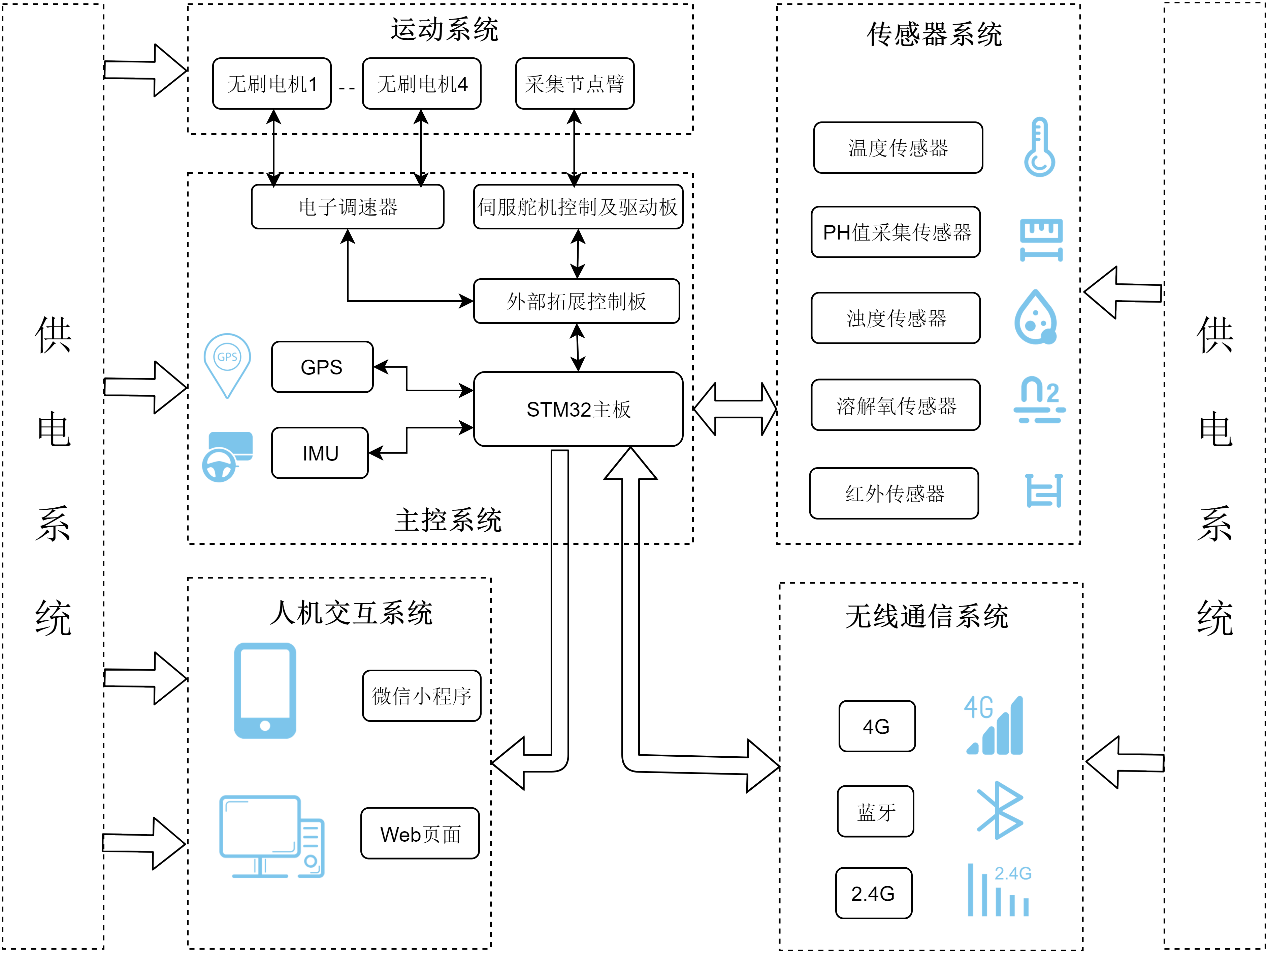 供电系统
运动系统
无刷电机1
--
无刷电机4
采集节点臂
电子调速器
伺服舵机控制及驱动板
外部拓展控制板
GPS
GPS
IMU
STM32主板
主控系统
传感器系统
温度传感器
PH值采集传感器
浊度传感器
溶解氧传感器
n2
红外传感器
人机交互系统
微信小程序
Web页面
无线通信系统
4G
4G
蓝牙
2.4G
2.4G
供电系统